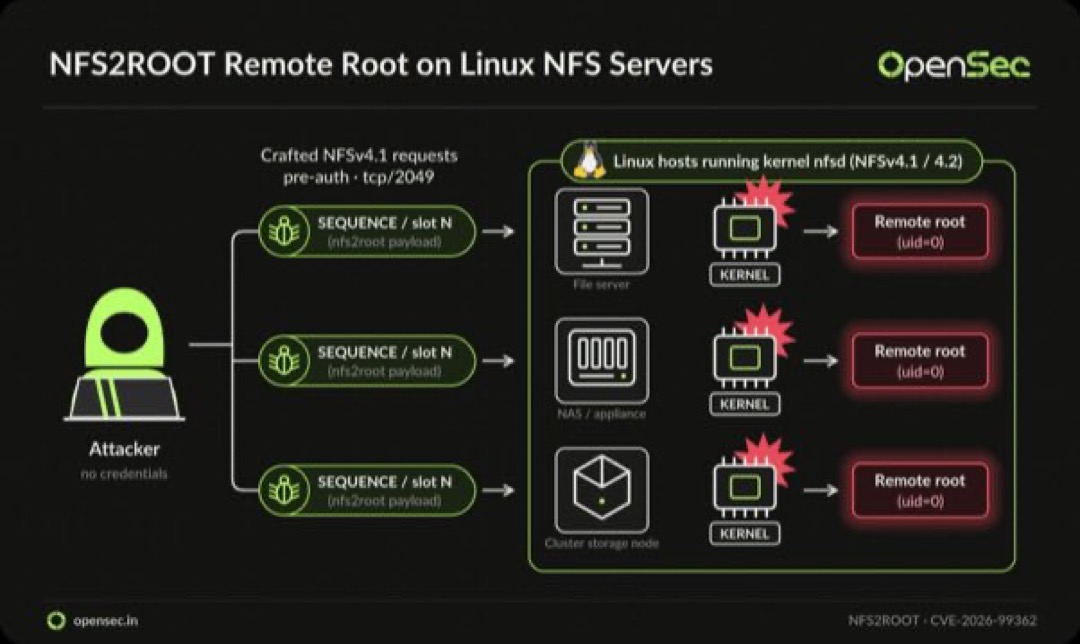 NFS2ROOT Remote Root on Linux NFS Servers
OpenSec
Crafted NFSv4.1 requests
pre-auth · tcp/2049
Linux hosts running kernel nfsd (NFSv4.1 / 4.2)
SEQUENCE / slot N
(nfs2root payload)
File server
KERNEL
Remote root
(uid=0)
SEQUENCE / slot N
(nfs2root payload)
NAS / appliance
KERNEL
Remote root
(uid=0)
Attacker
no credentials
SEQUENCE / slot N
(nfs2root payload)
Cluster storage node
KERNEL
Remote root
(uid=0)
opensec.in
NFS2ROOT · CVE-2026-99362